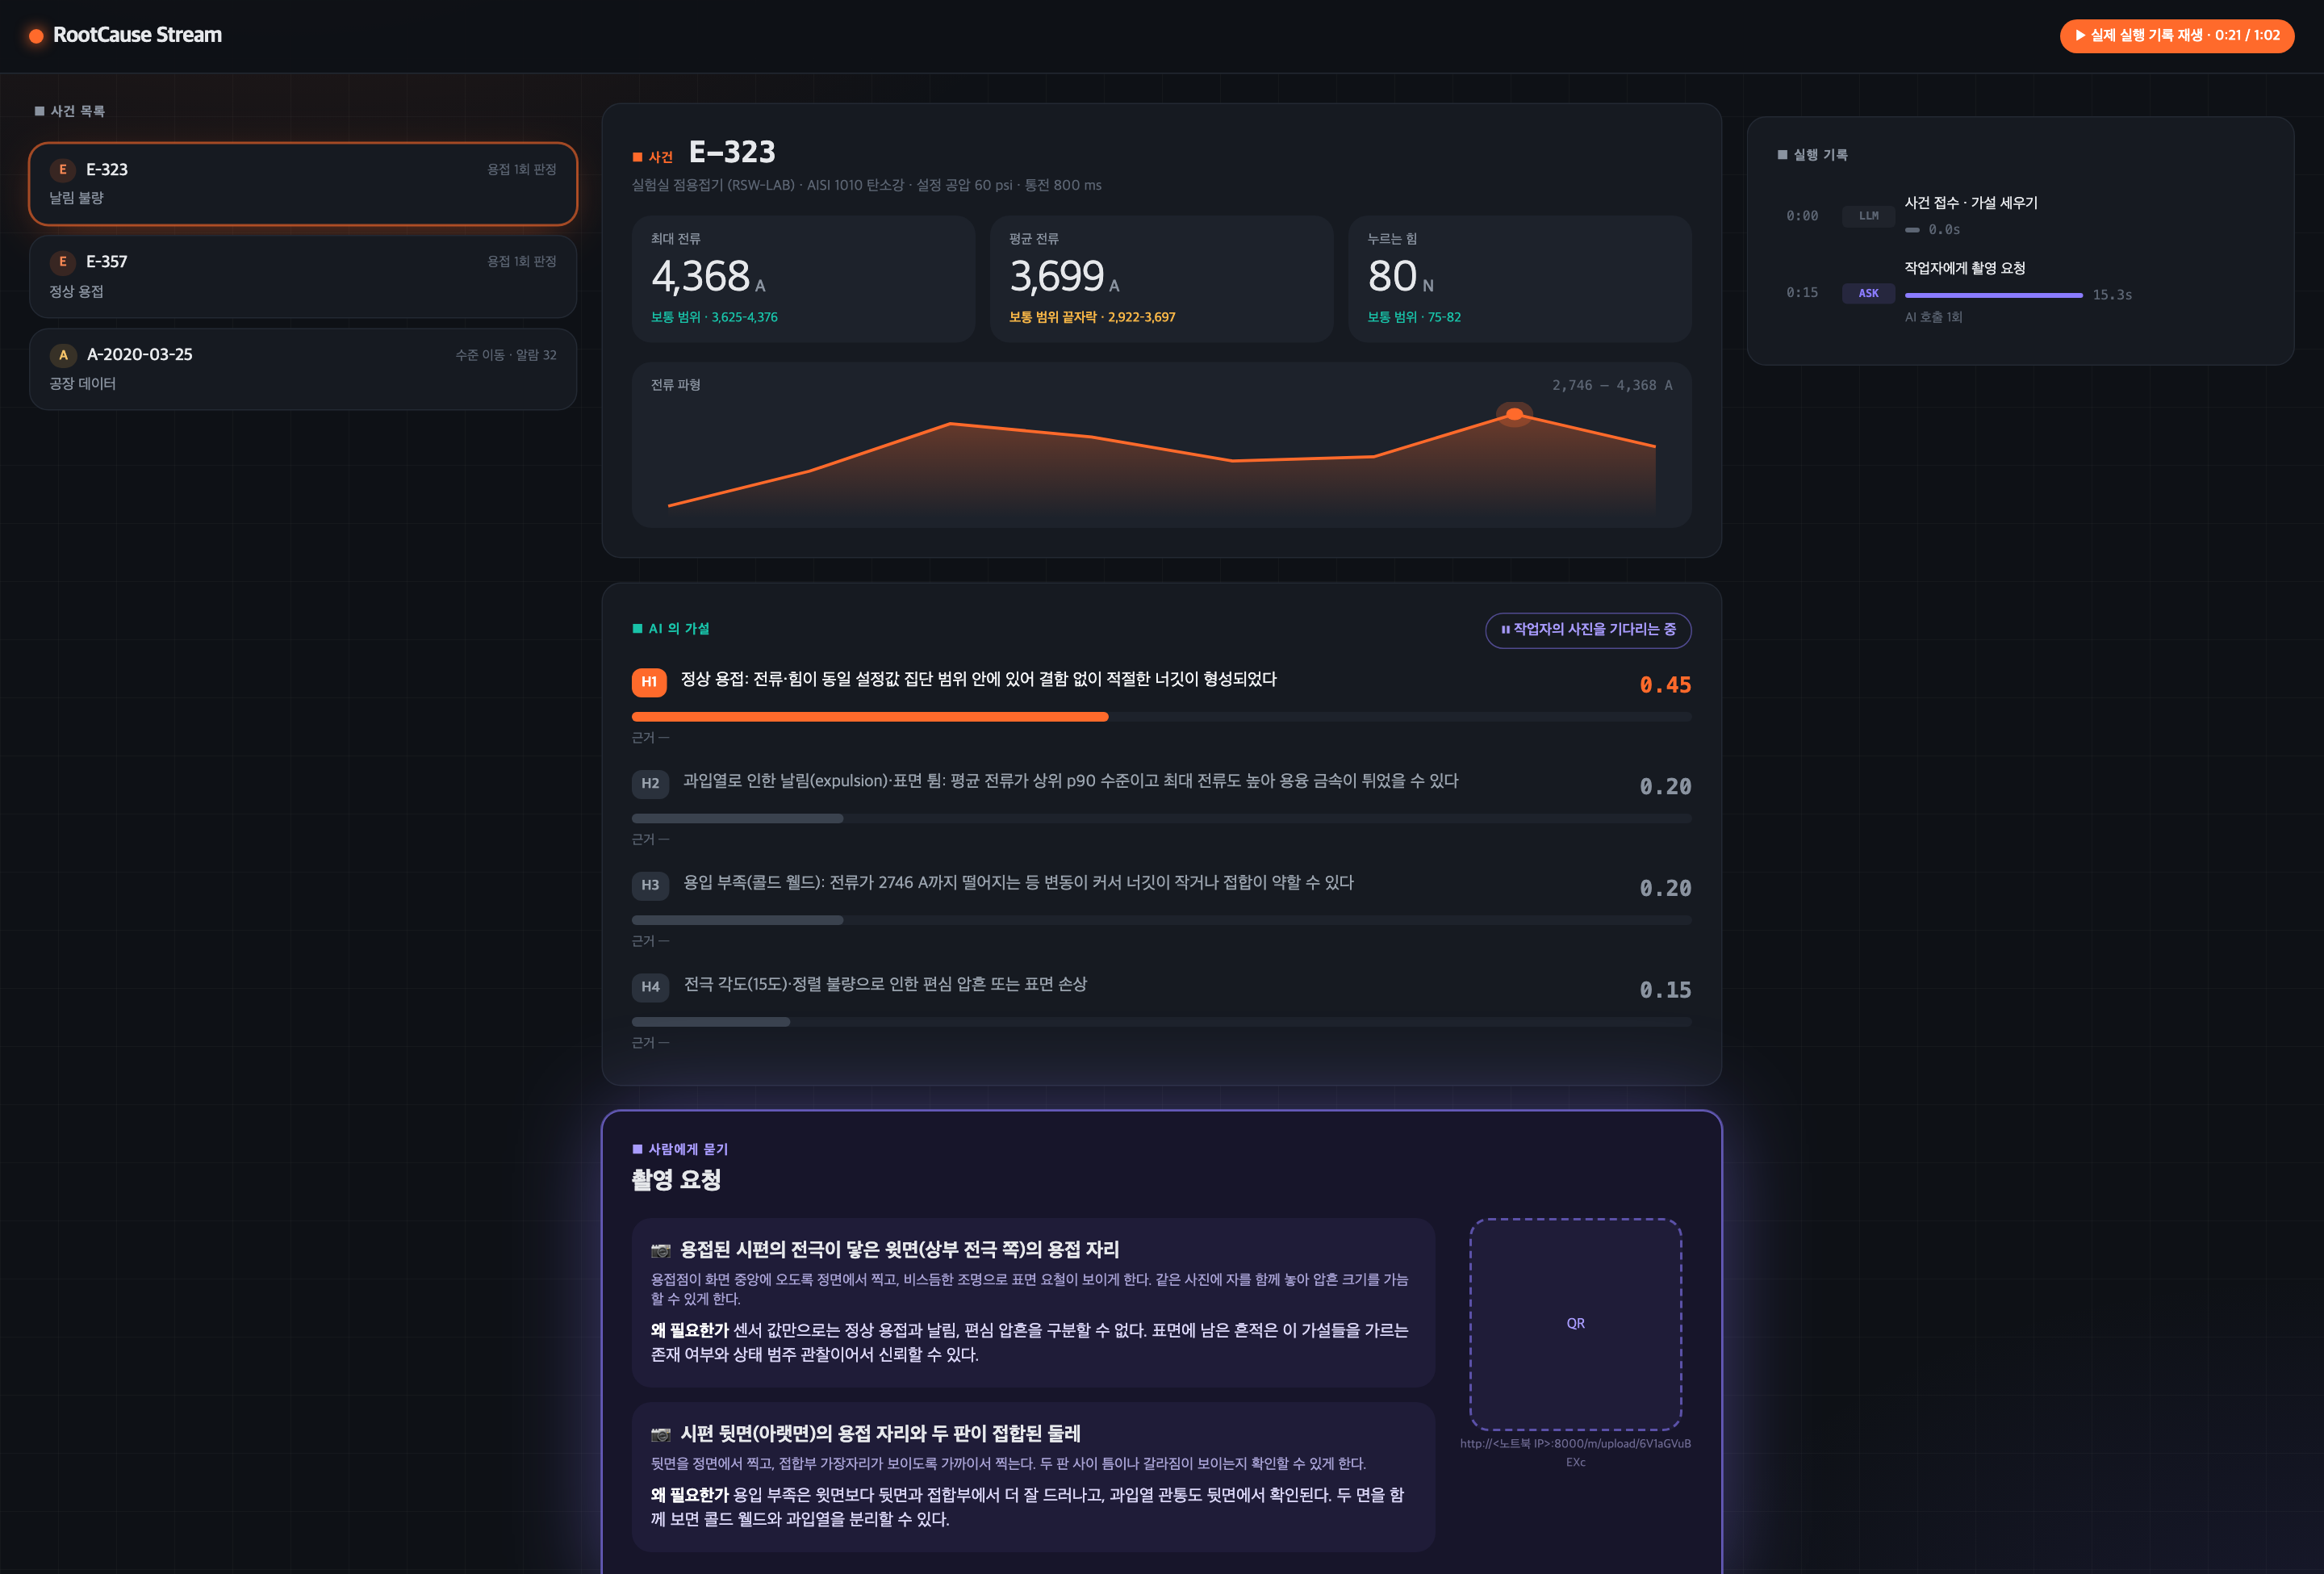 RootCause Stream
▶ 실제 실행 기록 재생 · 0:21 / 1:02
사건 목록
E E-323 용접 1회 판정
날림 불량
E E-357 용접 1회 판정
정상 용접
A A-2020-03-25 수준 이동 · 알람 32
공장 데이터
사건 E-323
실험실 점용접기 (RSW-LAB) · AISI 1010 탄소강 · 설정 공압 60 psi · 통전 800 ms
최대 전류
4,368 A
보통 범위 · 3,625-4,376
평균 전류
3,699 A
보통 범위 끝자락 · 2,922-3,697
누르는 힘
80 N
보통 범위 · 75-82
전류 파형 2,746 — 4,368 A
AI 의 가설
작업자의 사진을 기다리는 중
H1 정상 용접: 전류·힘이 동일 설정값 집단 범위 안에 있어 결함 없이 적절한 너깃이 형성되었다 0.45
근거 —
H2 과입열로 인한 날림(expulsion)·표면 튐: 평균 전류가 상위 p90 수준이고 최대 전류도 높아 용융 금속이 튀었을 수 있다 0.20
근거 —
H3 용입 부족(콜드 웰드): 전류가 2746 A까지 떨어지는 등 변동이 커서 너깃이 작거나 접합이 약할 수 있다 0.20
근거 —
H4 전극 각도(15도)·정렬 불량으로 인한 편심 압흔 또는 표면 손상 0.15
근거 —
사람에게 묻기
촬영 요청
용접된 시편의 전극이 닿은 윗면(상부 전극 쪽)의 용접 자리
용접점이 화면 중앙에 오도록 정면에서 찍고, 비스듬한 조명으로 표면 요철이 보이게 한다. 같은 사진에 자를 함께 놓아 압흔 크기를 가늠
할 수 있게 한다.
왜 필요한가 센서 값만으로는 정상 용접과 날림, 편심 압흔을 구분할 수 없다. 표면에 남은 흔적은 이 가설들을 가르는
존재 여부와 상태 범주 관찰이어서 신뢰할 수 있다.
시편 뒷면(아랫면)의 용접 자리와 두 판이 접합된 둘레
뒷면을 정면에서 찍고, 접합부 가장자리가 보이도록 가까이서 찍는다. 두 판 사이 틈이나 갈라짐이 보이는지 확인할 수 있게 한다.
왜 필요한가 용입 부족은 윗면보다 뒷면과 접합부에서 더 잘 드러나고, 과입열 관통도 뒷면에서 확인된다. 두 면을 함
께 보면 콜드 웰드와 과입열을 분리할 수 있다.
QR
http://<노트북 IP>:8000/m/upload/6V1aGVuB
EXc
실행 기록
0:00 LLM 사건 접수 · 가설 세우기
0.0s
0:15 ASK 작업자에게 촬영 요청
15.3s
AI 호출 1회